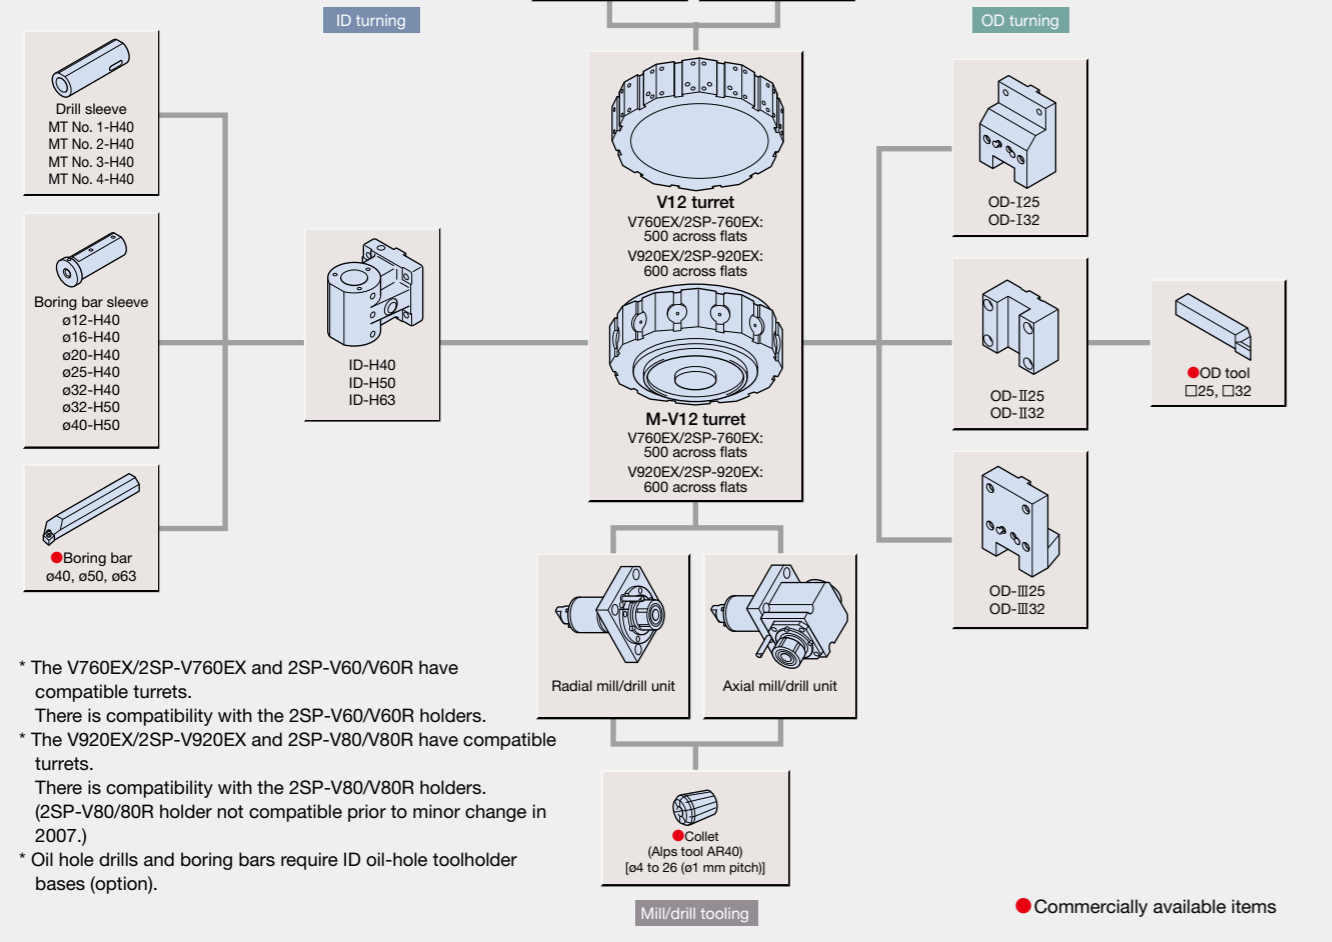 ID turning
OD turning
Drill sleeve
MT No. 1-H40
MT No. 2-H40
MT No. 3-H40
MT No. 4-H40
Boring bar sleeve
ø12-H40
ø16-H40
ø20-H40
ø25-H40
ø32-H40
ø32-H50
ø40-H50
●Boring bar
ø40, ø50, ø63
ID-H40
ID-H50
ID-H63
V12 turret
V760EX/2SP-760EX:
500 across flats
V920EX/2SP-920EX:
600 across flats
M-V12 turret
V760EX/2SP-760EX:
500 across flats
V920EX/2SP-920EX:
600 across flats
OD-Ⅰ25
OD-Ⅰ32
OD-Ⅱ25
OD-Ⅱ32
OD-Ⅲ25
OD-Ⅲ32
●OD tool
□25, □32
Radial mill/drill unit
Axial mill/drill unit
●Collet
(Alps tool AR40)
[ø4 to 26 (ø1 mm pitch)]
Mill/drill tooling
* The V760EX/2SP-V760EX and 2SP-V60/V60R have
compatible turrets.
There is compatibility with the 2SP-V60/V60R holders.
* The V920EX/2SP-V920EX and 2SP-V80/V80R have compatible
turrets.
There is compatibility with the 2SP-V80/V80R holders.
(2SP-V80/80R holder not compatible prior to minor change in
2007.)
* Oil hole drills and boring bars require ID oil-hole toolholder
bases (option).
●Commercially available items